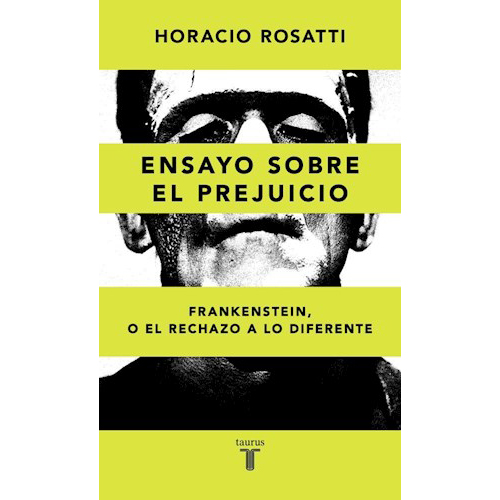 HORACIO ROSATTI
ENSAYO SOBRE
EL PREJUICIO
FRANKENSTEIN,
O EL RECHAZO A LO DIFERENTE
taurus